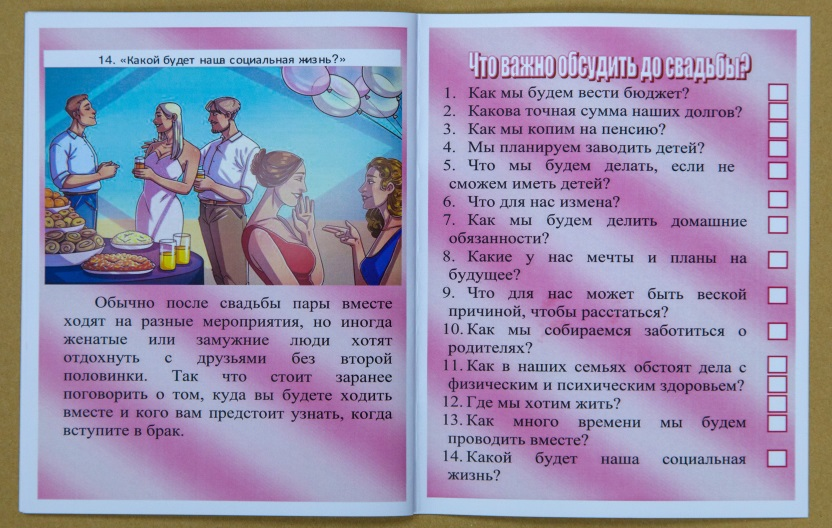 14. «Какой будет наша социальная жизнь?»
Обычно после свадьбы пары вместе
ходят на разные мероприятия, но иногда
женатые или замужние люди хотят
отдохнуть с друзьями без второй
половинки. Так что стоит заранее
поговорить о том, куда вы будете ходить
вместе и кого вам предстоит узнать, когда
вступите в брак.
Что важно обсудить до свадьбы?
1. Как мы будем вести бюджет?
2. Какова точная сумма наших долгов?
3. Как мы копим на пенсию?
4. Мы планируем заводить детей?
5. Что мы будем делать, если не
сможем иметь детей?
6. Что для нас измена?
7. Как мы будем делить домашние
обязанности?
8. Какие у нас мечты и планы на
будущее?
9. Что для нас может быть веской
причиной, чтобы расстаться?
10. Как мы собираемся заботиться о
родителях?
11. Как в наших семьях обстоят дела с
физическим и психическим здоровьем?
12. Где мы хотим жить?
13. Как много времени мы будем
проводить вместе?
14. Какой будет наша социальная
жизнь?